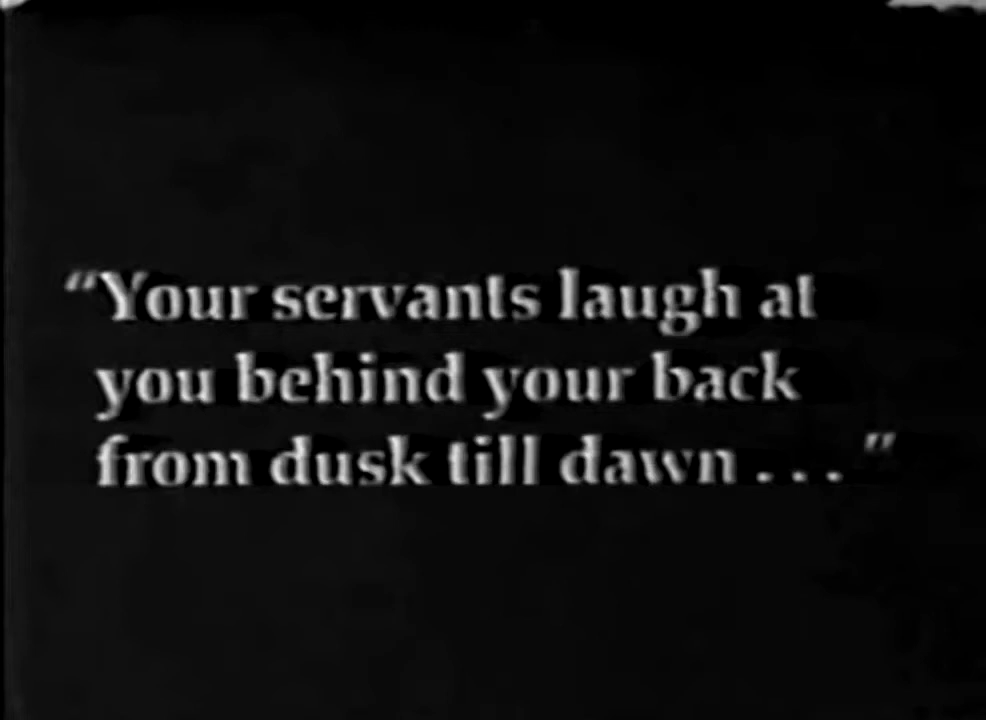 “Your servants laugh at
you behind your back
from dusk till dawn . . . ”